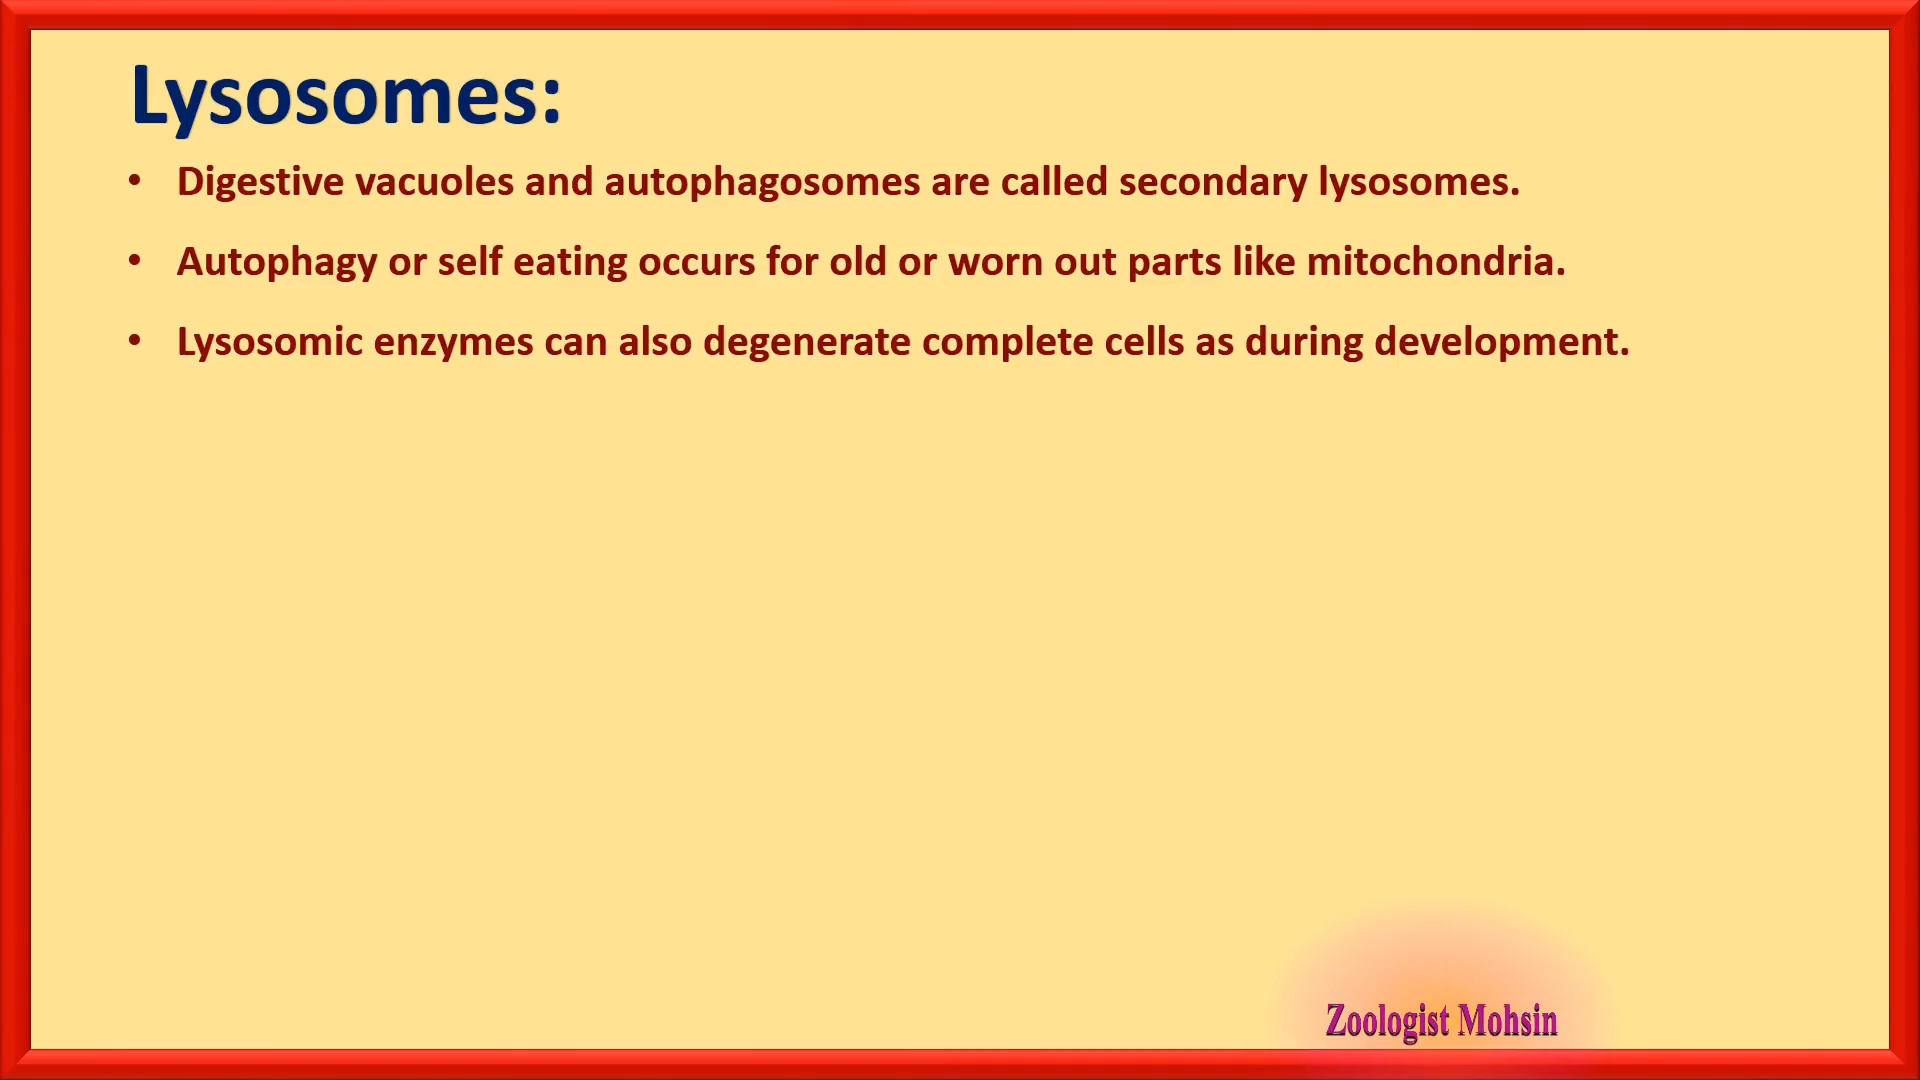 Lysosomes:
• Digestive vacuoles and autophagosomes are called secondary lysosomes.
• Autophagy or self eating occurs for old or worn out parts like mitochondria.
• Lysosomic enzymes can also degenerate complete cells as during development.
Zoologist Mohsin